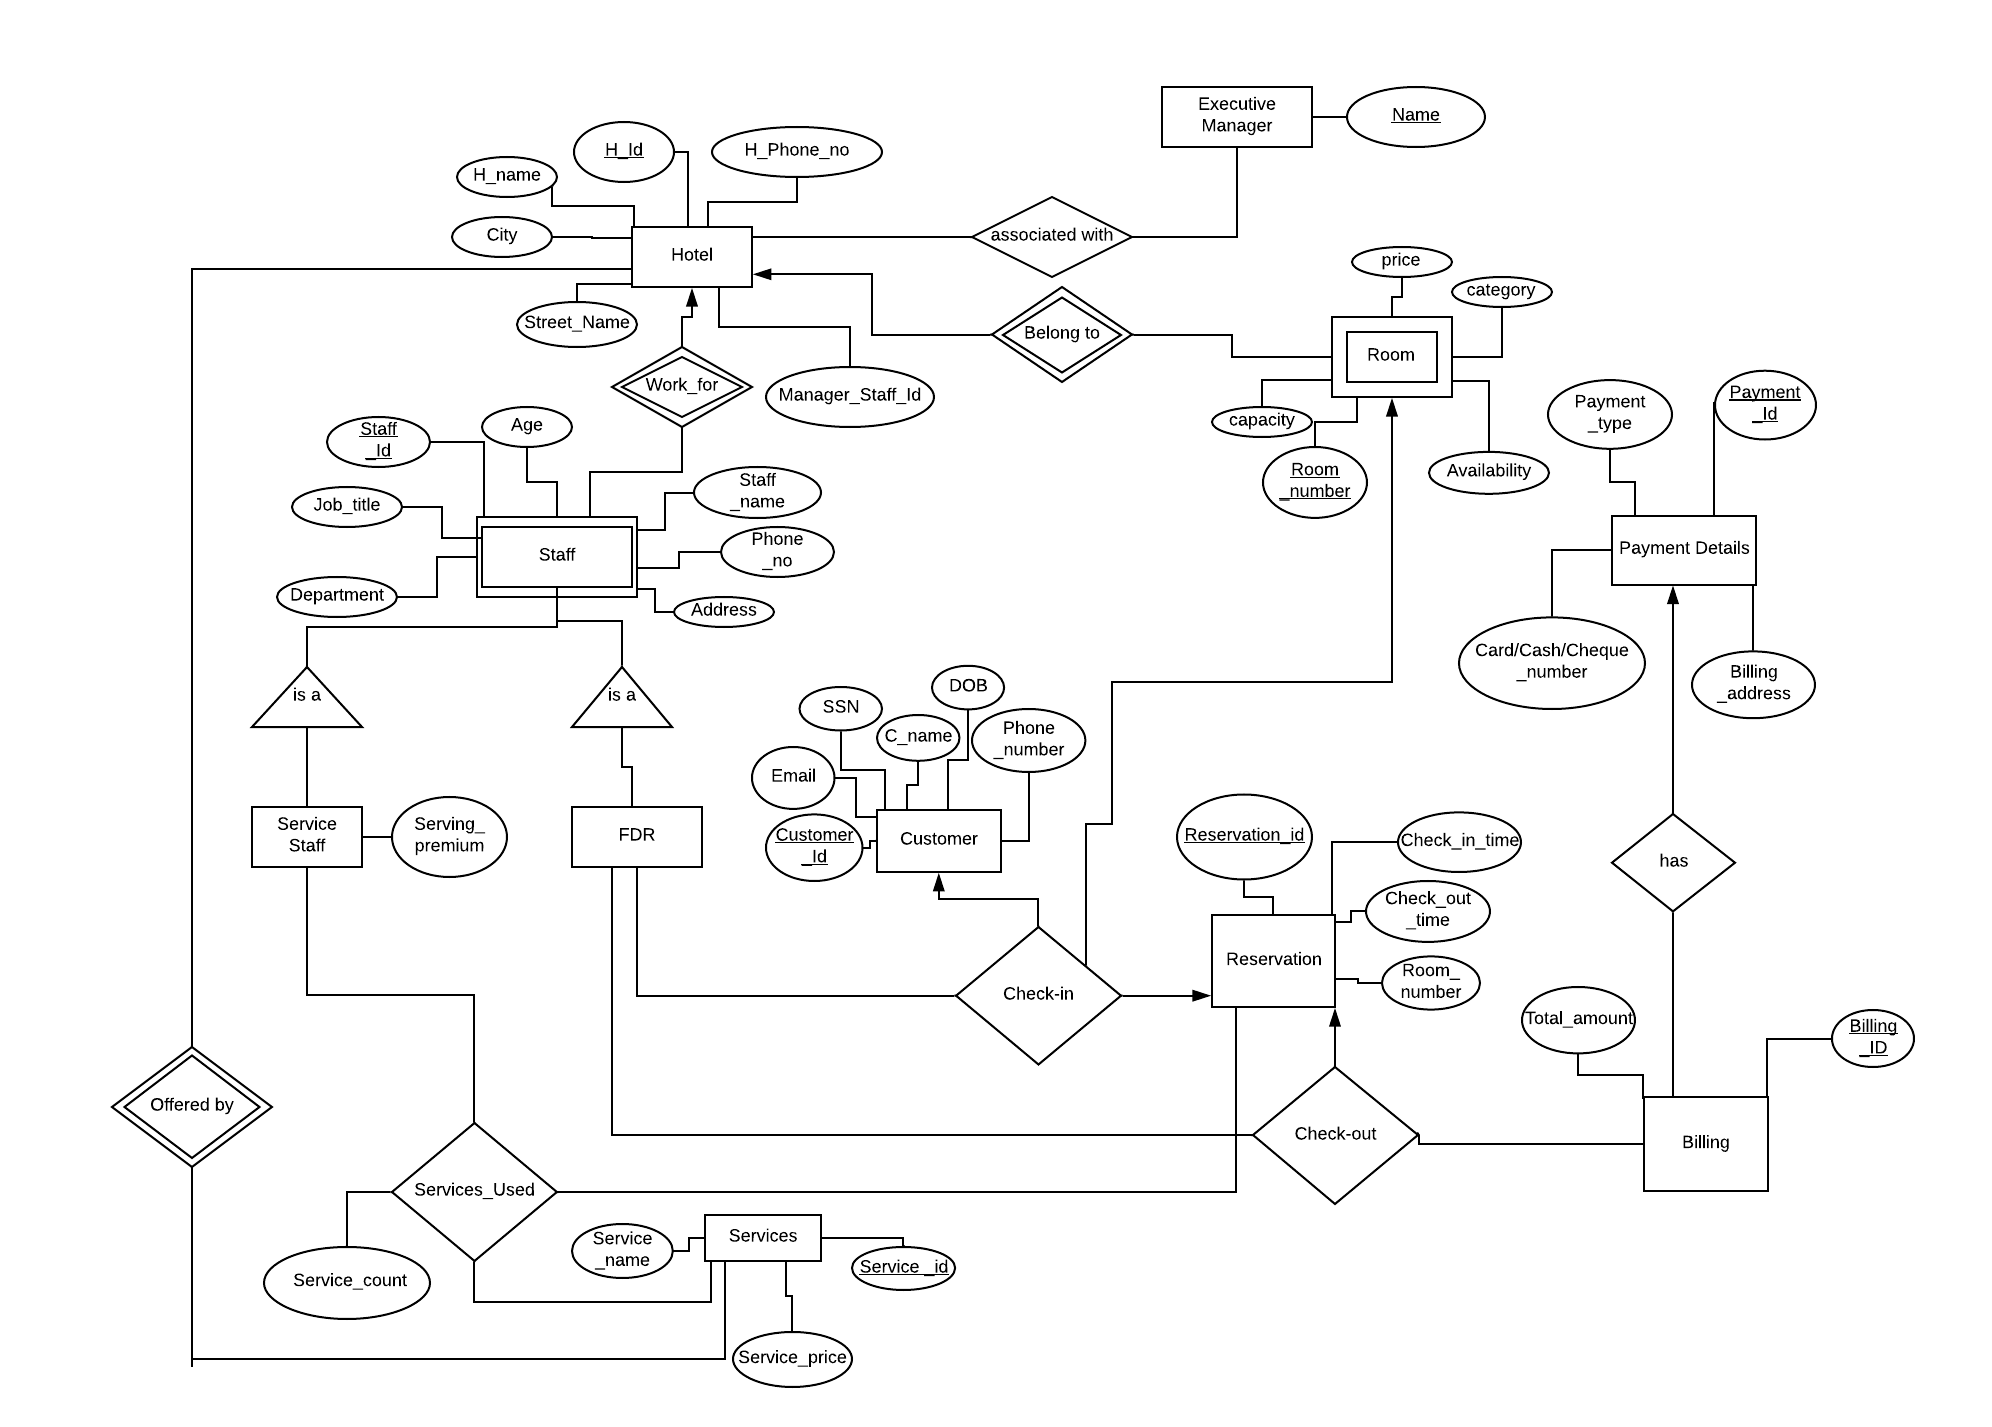 Executive
Manager
Name
H_Id
H_Phone_no
H_name
City
Hotel
associated with
Street_Name
price
category
Belong to
Room
Work_for
Manager_Staff_Id
capacity
Room
_number
Availability
Payment
_type
Payment
_Id
Staff
_Id
Age
Job_title
Staff
_name
Staff
Phone
_no
Department
Address
Payment Details
Card/Cash/Cheque
_number
Billing
_address
is a
is a
SSN
DOB
C_name
Phone
_number
Email
Customer
_Id
Customer
Service
Staff
Serving_
premium
FDR
Reservation_id
Check_in_time
Check_out
_time
Reservation
Room_
number
has
Check-in
Total_amount
Billing
_ID
Offered by
Check-out
Billing
Services_Used
Service_count
Service
_name
Services
Service _id
Service_price